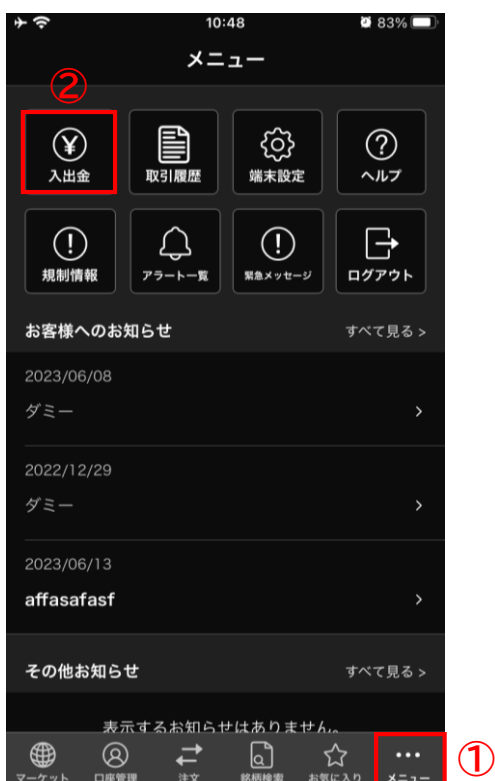 10:48
83%
メニュー
②
入出金
取引履歴
端末設定
ヘルプ
規制情報
アラート一覧
緊急メッセージ
ログアウト
お客様へのお知らせ
すべて見る >
2023/06/08
ダミー
2022/12/29
ダミー
2023/06/13
affasafasf
その他お知らせ
すべて見る >
表示するお知らせはありません。
マーケット
口座管理
注文
銘柄検索
お気に入り
メニュー
①